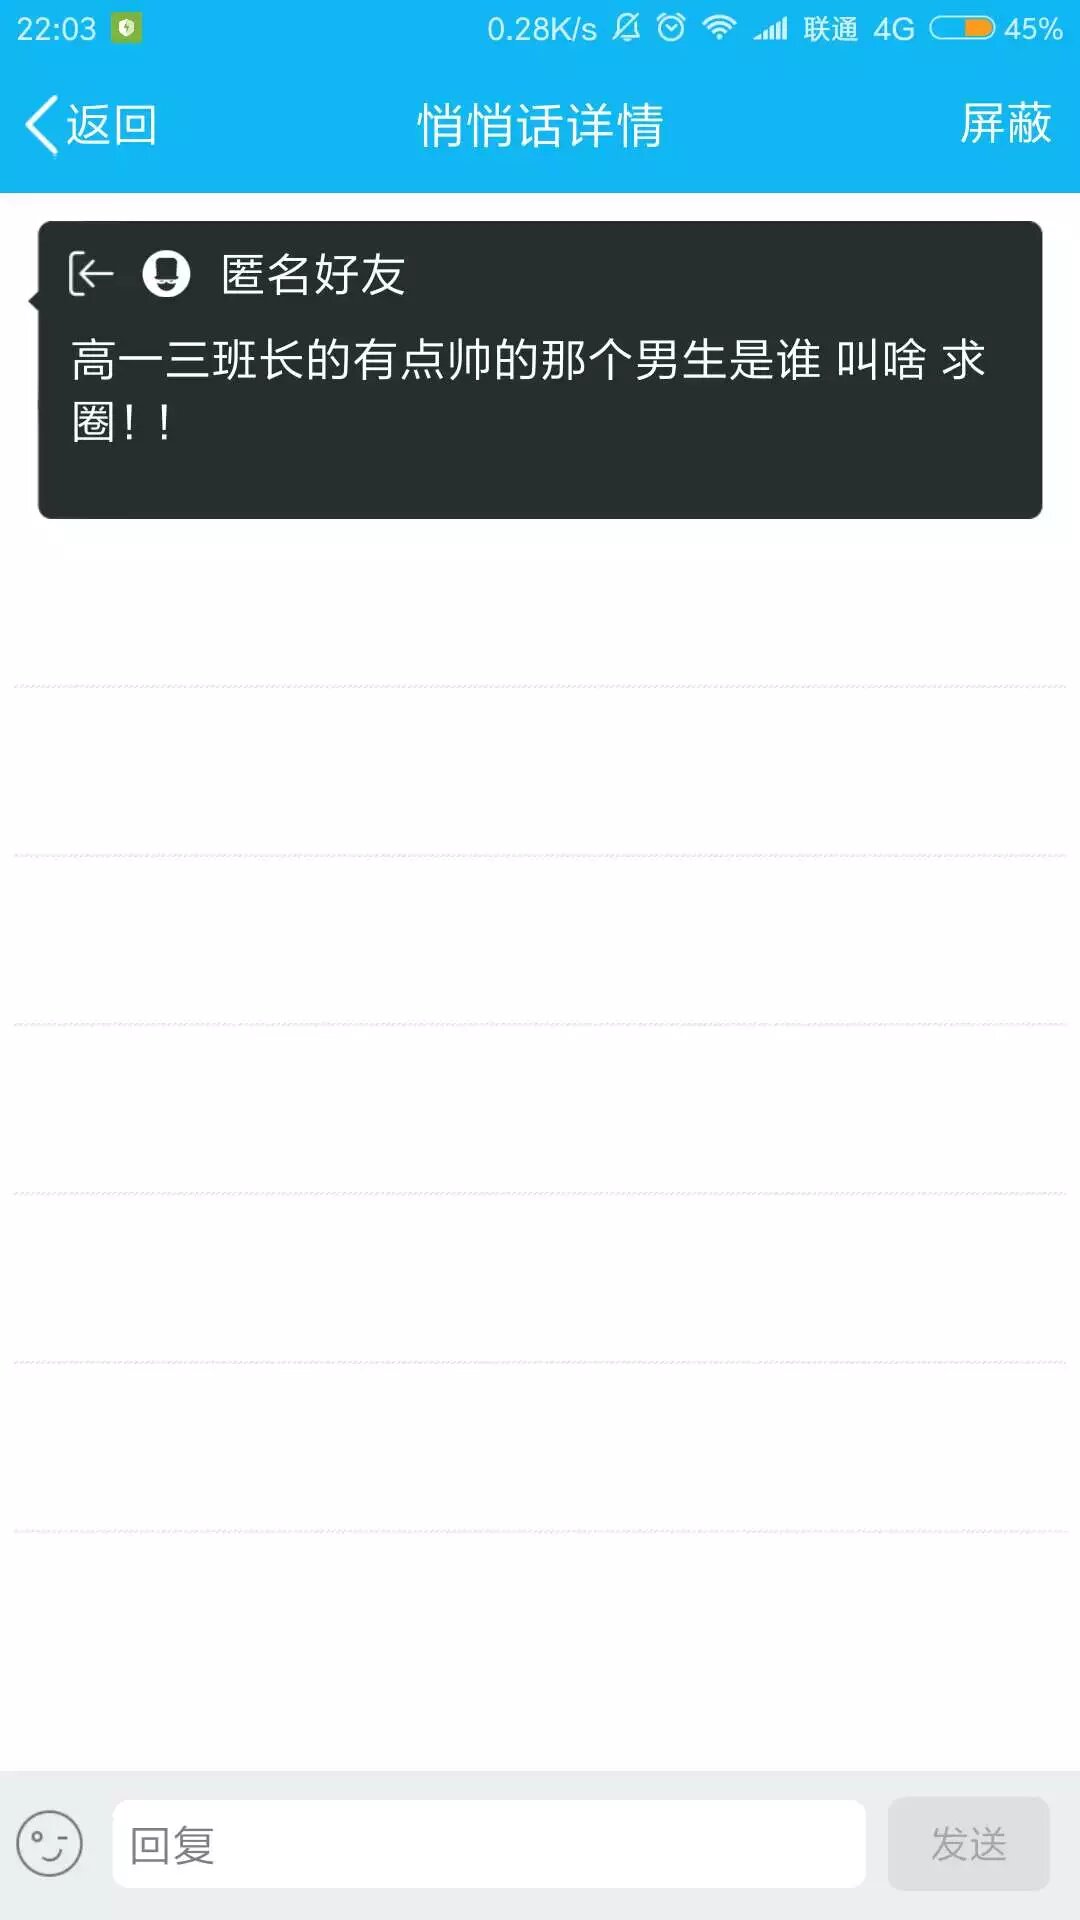 22:03 0.28K/s 联通 4G 45%
返回 悄悄话详情 屏蔽
匿名好友
高一三班长的有点帅的那个男生是谁 叫啥 求
圈！！
回复 发送